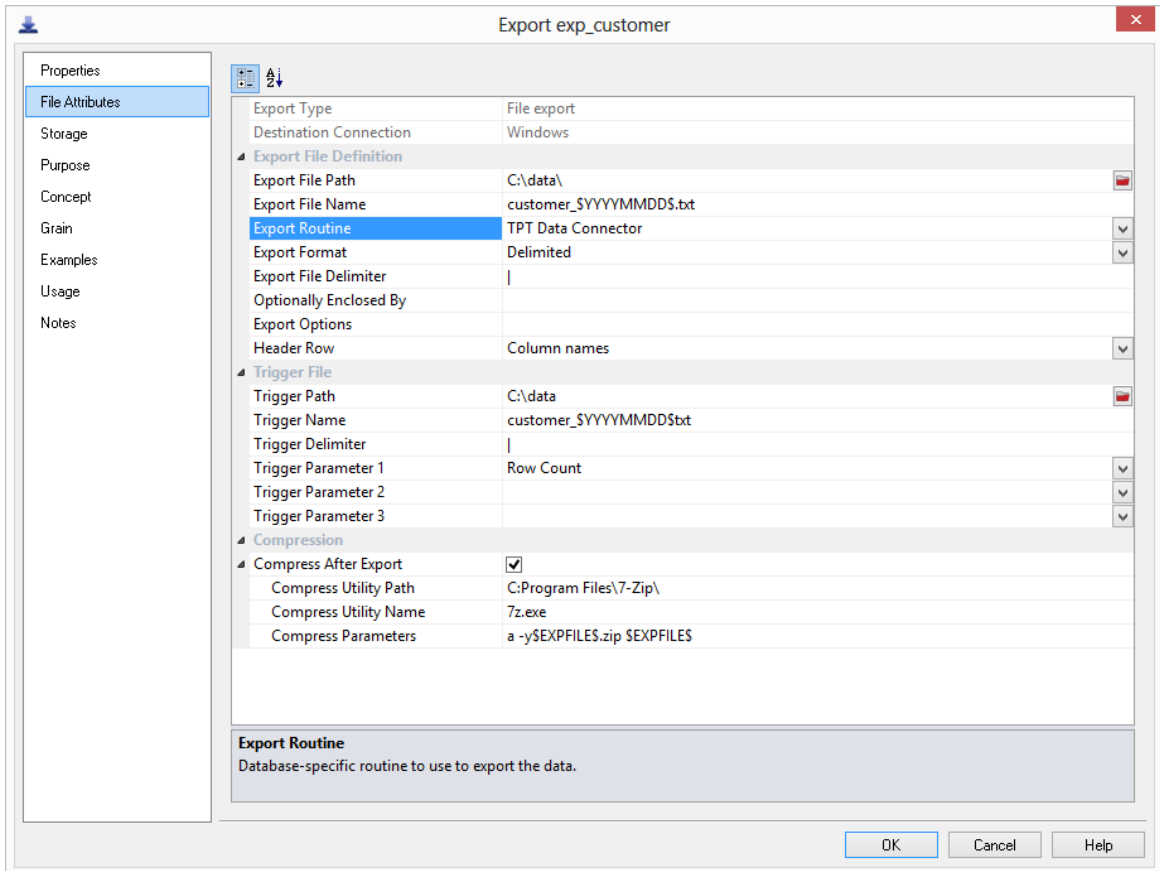 Export exp_customer
Properties
File Attributes
Storage
Purpose
Concept
Grain
Examples
Usage
Notes
Export Type File export
Destination Connection Windows
Export File Definition
Export File Path C:\data\
Export File Name customer_$YYYYMMDD$.txt
Export Routine TPT Data Connector
Export Format Delimited
Export File Delimiter |
Optionally Enclosed By
Export Options
Header Row Column names
Trigger File
Trigger Path C:\data
Trigger Name customer_$YYYYMMDD$txt
Trigger Delimiter |
Trigger Parameter 1 Row Count
Trigger Parameter 2
Trigger Parameter 3
Compression
Compress After Export
Compress Utility Path C:Program Files\7-Zip\
Compress Utility Name 7z.exe
Compress Parameters a -y$EXPFILE$.zip $EXPFILE$
Export Routine
Database-specific routine to use to export the data.
OK Cancel Help